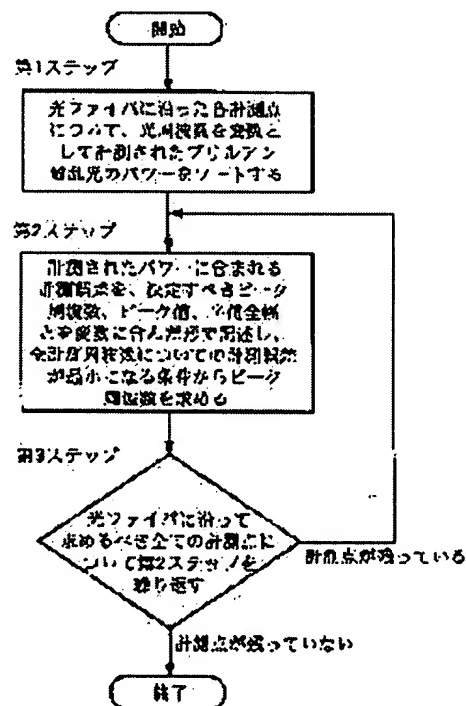 開始
第1ステップ
光ファイバに沿った各計測点
について、光周波数を変数と
して計測されたブリルアン
散乱光のパワーをソートする
第2ステップ
計測されたパワーに含まれる
計測誤差を、決定すべきピーク
周波数、ピーク値、半値全幅
とを変数に含んだ形で記述し、
全計測周波数についての計測誤差
が最小になる条件からピーク
周波数を求める
第3ステップ
光ファイバに沿って
求めるべき全ての計測点に
ついて第2ステップを
繰り返す
計測点が残っている
計測点が残っていない
終了